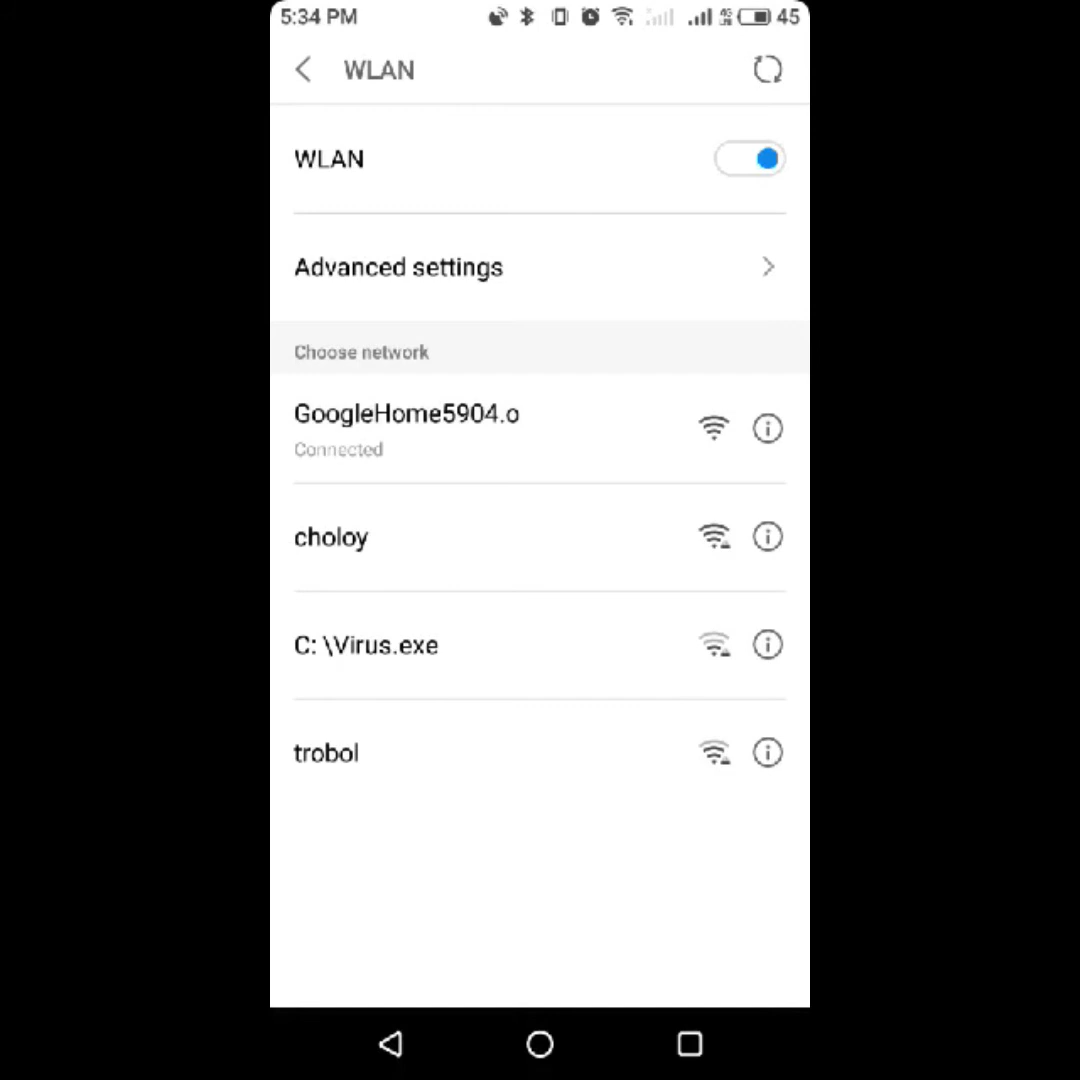 5:34 PM 45
WLAN
WLAN
Advanced settings
Choose network
GoogleHome5904.o
Connected
choloy
C: \Virus.exe
trobol